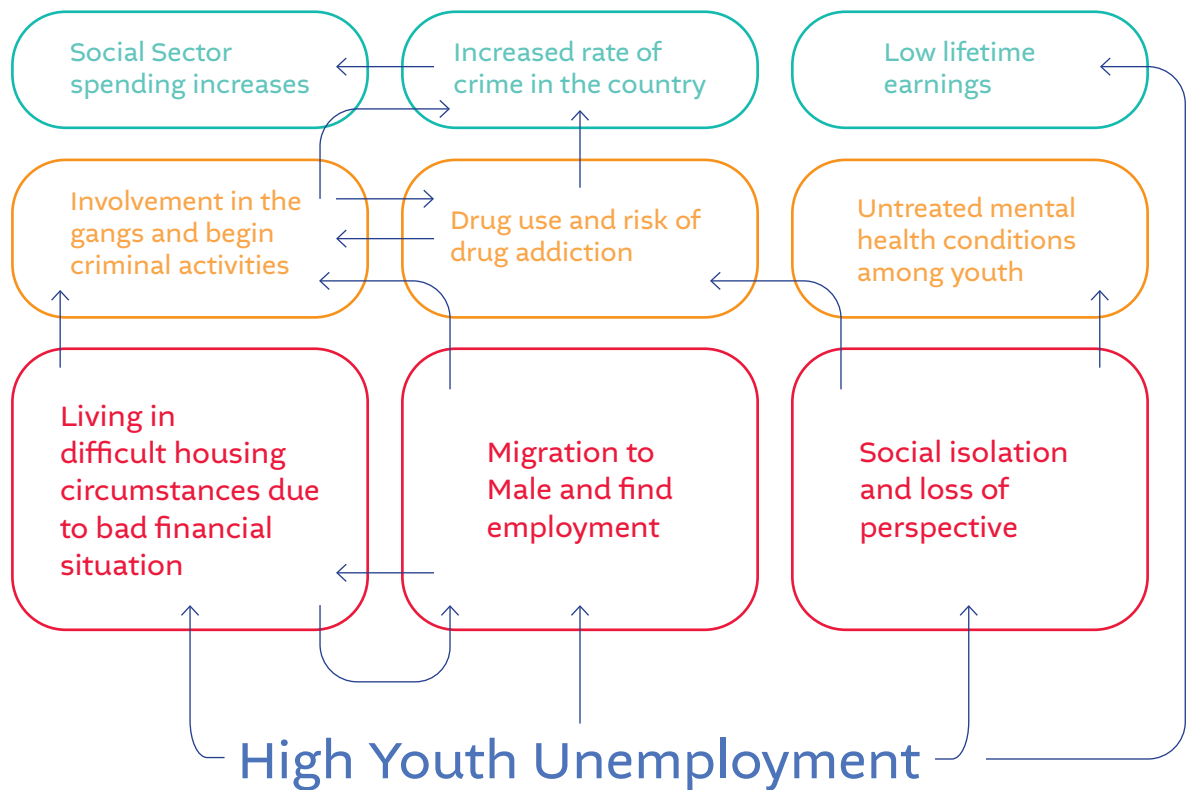 Social Sector
spending increases
Increased rate of
crime in the country
Low lifetime
earnings
Involvement in the
gangs and begin
criminal activities
Drug use and risk of
drug addiction
Untreated mental
health conditions
among youth
Living in
difficult housing
circumstances due
to bad financial
situation
Migration to
Male and find
employment
Social isolation
and loss of
perspective
High Youth Unemployment